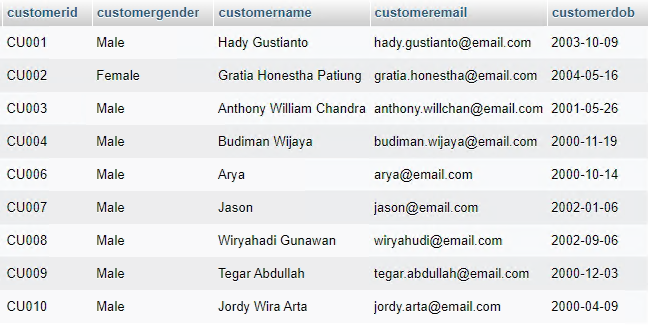 customerid customergender customername customeremail customerdob
CU001 Male Hady Gustianto hady.gustianto@email.com 2003-10-09
CU002 Female Gratia Honestha Patiung gratia.honestha@email.com 2004-05-16
CU003 Male Anthony William Chandra anthony.willchan@email.com 2001-05-26
CU004 Male Budiman Wijaya budiman.wijaya@email.com 2000-11-19
CU006 Male Arya arya@email.com 2000-10-14
CU007 Male Jason jason@email.com 2002-01-06
CU008 Male Wiryahadi Gunawan wiryahudi@email.com 2002-09-06
CU009 Male Tegar Abdullah tegar.abdullah@email.com 2000-12-03
CU010 Male Jordy Wira Arta jordy.arta@email.com 2000-04-09